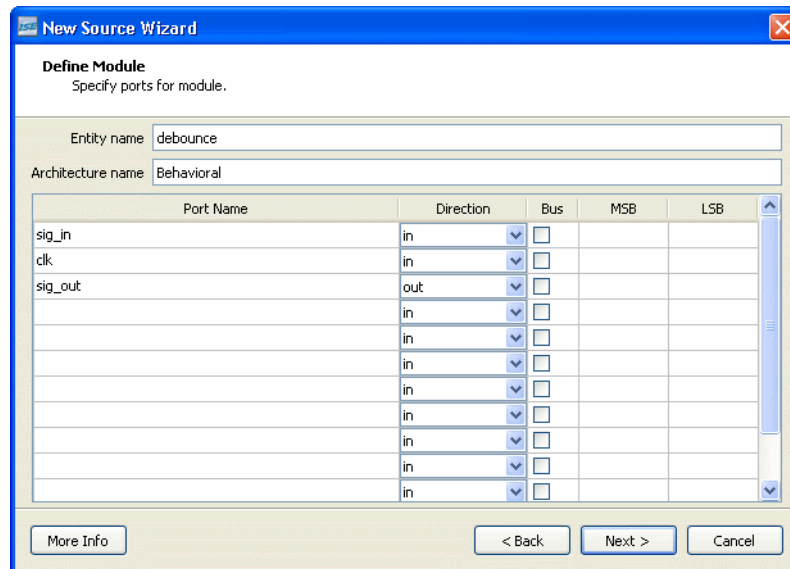 ISE New Source Wizard
Define Module
Specify ports for module.
Entity name debounce
Architecture name Behavioral
Port Name Direction Bus MSB LSB
sig_in in
clk in
sig_out out
in
in
in
in
in
in
in
in
More Info < Back Next > Cancel